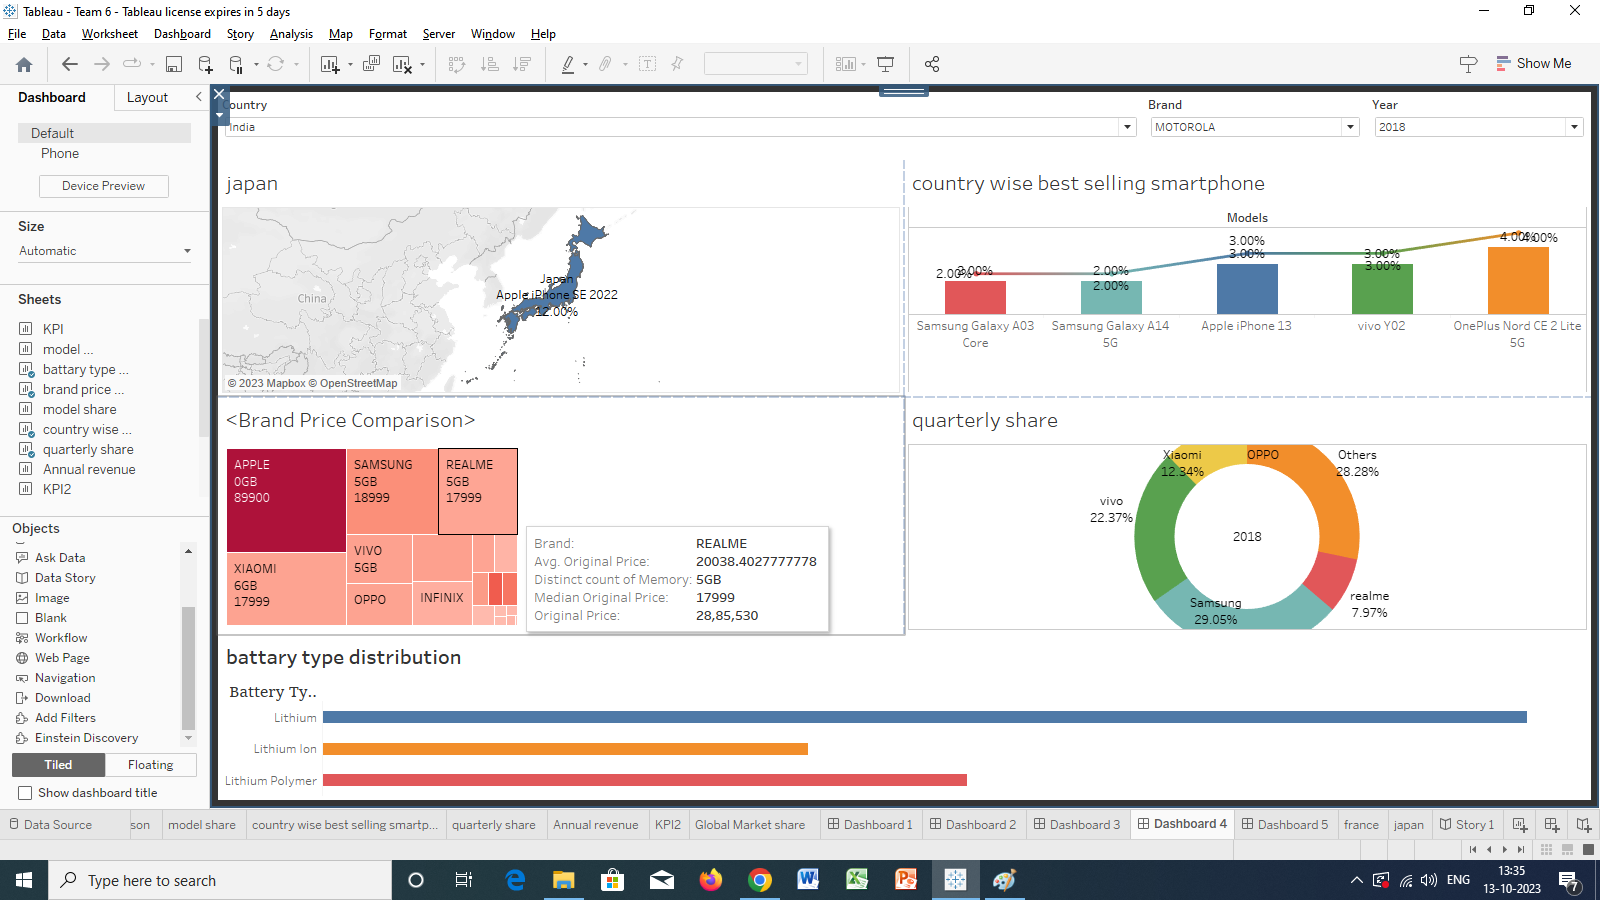 Tableau - Team 6 - Tableau license expires in 5 days
File Data Worksheet Dashboard Story Analysis Map Format Server Window Help
Show Me
Dashboard Layout
Default
Phone
Device Preview
Size
Automatic
Sheets
KPI
model ...
battary type ...
brand price ...
model share
country wise ...
quarterly share
Annual revenue
KPI2
Objects
Ask Data
Data Story
Image
Blank
Workflow
Web Page
Navigation
Download
Add Filters
Einstein Discovery
Tiled Floating
Show dashboard title
Country
India
Brand
MOTOROLA
Year
2018
japan
China
Japan
Apple iPhone SE 2022
12.00%
© 2023 Mapbox © OpenStreetMap
country wise best selling smartphone
Models
2.00% 2.00% 2.00% 3.00% 3.00% 4.00% 4.00%
2.00% 3.00% 3.00%
Samsung Galaxy A03 Core
Samsung Galaxy A14 5G
Apple iPhone 13
vivo Y02
OnePlus Nord CE 2 Lite 5G
<Brand Price Comparison>
APPLE
0GB
89900
SAMSUNG
5GB
18999
REALME
5GB
17999
XIAOMI
6GB
17999
VIVO
5GB
OPPO
INFINIX
Brand: REALME
Avg. Original Price: 20038.4027777778
Distinct count of Memory: 5GB
Median Original Price: 17999
Original Price: 28,85,530
quarterly share
Xiaomi
12.34%
OPPO
Others
28.28%
vivo
22.37%
2018
Samsung
29.05%
realme
7.97%
battary type distribution
Battery Ty..
Lithium
Lithium Ion
Lithium Polymer
Data Source son model share country wise best selling smartp... quarterly share Annual revenue KPI2 Global Market share Dashboard 1 Dashboard 2 Dashboard 3 Dashboard 4 Dashboard 5 france japan Story 1
Type here to search
ENG
13:35
13-10-2023
7